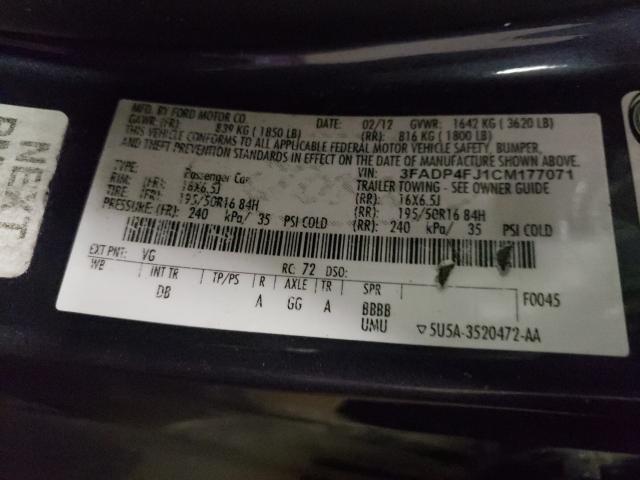 MFD. BY FORD MOTOR CO.
DATE: 02/12 GVWR: 1642 KG ( 3620 LB)
GAWR:(FR): 839 KG ( 1850 LB) (RR): 816 KG ( 1800 LB)
THIS VEHICLE CONFORMS TO ALL APPLICABLE FEDERAL MOTOR VEHICLE SAFETY, BUMPER,
AND THEFT PREVENTION STANDARDS IN EFFECT ON THE DATE OF MANUFACTURE SHOWN ABOVE.
VIN: 3FADP4FJ1CM177071
TYPE: Passenger Car TRAILER TOWING - SEE OWNER GUIDE
RIM: (FR): 16X6.5J (RR): 16X6.5J
TIRE (FR): 195/50R16 84H (RR): 195/50R16 84H
PRESSURE: (FR): 240 kPa/ 35 PSI COLD (RR): 240 kPa/ 35 PSI COLD
EXT PNT: VG RC: 72 DSO:
WB INT TR TP/PS R AXLE TR SPR
DB A GG A BBBB F0045
UMU ▽5U5A-3520472-AA
NEXT